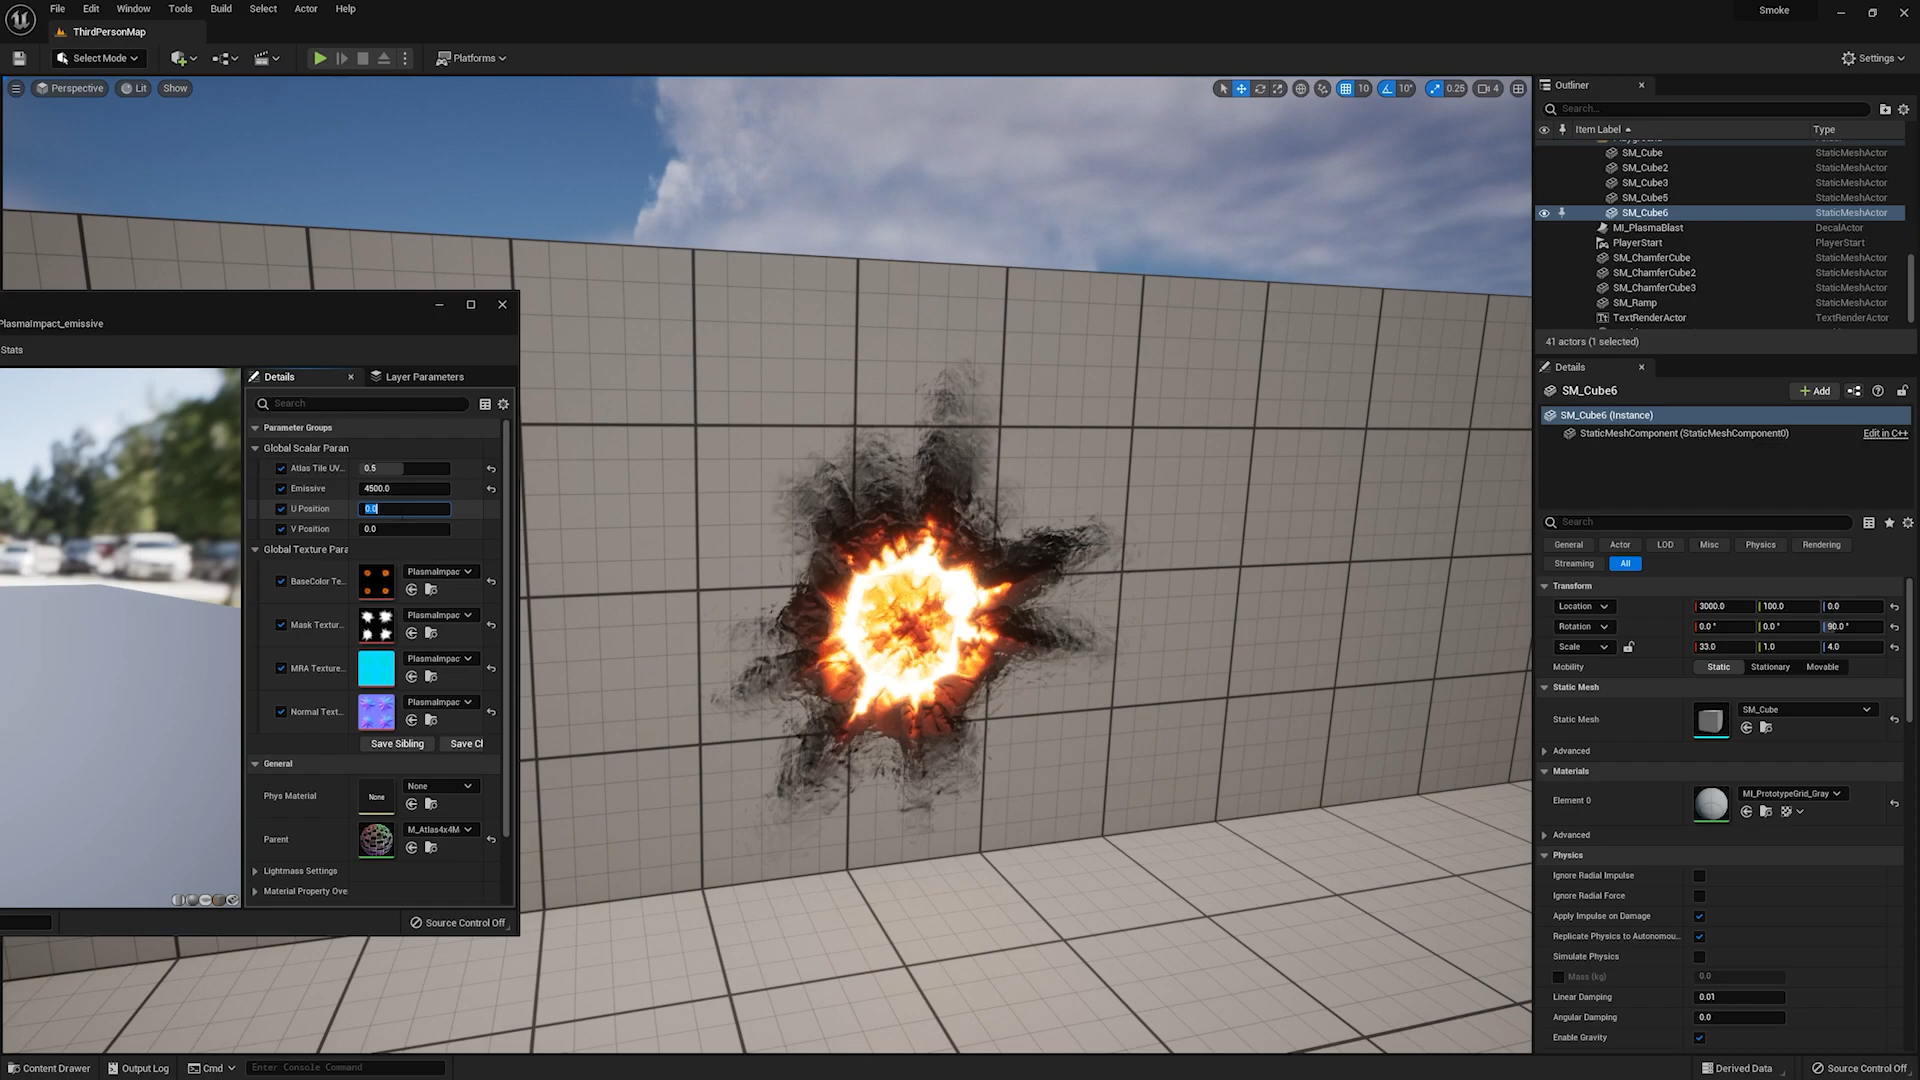 File Edit Window Tools Build Select Actor Help
Smoke
ThirdPersonMap
Select Mode
Platforms
Settings
Perspective Lit Show
10 10° 0.25 4
Outliner
Search...
Item Label Type
SM_Cube StaticMeshActor
SM_Cube2 StaticMeshActor
SM_Cube3 StaticMeshActor
SM_Cube5 StaticMeshActor
SM_Cube6 StaticMeshActor
MI_PlasmaBlast DecalActor
PlayerStart PlayerStart
SM_ChamferCube StaticMeshActor
SM_ChamferCube2 StaticMeshActor
SM_ChamferCube3 StaticMeshActor
SM_Ramp StaticMeshActor
TextRenderActor TextRenderActor
41 actors (1 selected)
PlasmaImpact_emissive
Stats
Details Layer Parameters
Search
Parameter Groups
Global Scalar Param
Atlas Tile UV... 0.5
Emissive 4500.0
U Position 0.0
V Position 0.0
Global Texture Para
BaseColor Te... PlasmaImpac
Mask Textur... PlasmaImpac
MRA Texture... PlasmaImpac
Normal Text... PlasmaImpac
Save Sibling Save Cl
General
Phys Material None None
Parent M_Atlas4x4M
Lightmass Settings
Material Property Ove
Source Control Off
Details
SM_Cube6 Add
SM_Cube6 (Instance)
StaticMeshComponent (StaticMeshComponent0) Edit in C++
Search
General Actor LOD Misc Physics Rendering
Streaming All
Transform
Location 3000.0 100.0 0.0
Rotation 0.0° 0.0° 90.0°
Scale 33.0 1.0 4.0
Mobility Static Stationary Movable
Static Mesh
Static Mesh SM_Cube
Advanced
Materials
Element 0 MI_PrototypeGrid_Gray
Advanced
Physics
Ignore Radial Impulse
Ignore Radial Force
Apply Impulse on Damage
Replicate Physics to Autonomou...
Simulate Physics
Mass (kg) 0.0
Linear Damping 0.01
Angular Damping 0.0
Enable Gravity
Content Drawer Output Log Cmd Enter Console Command
Derived Data Source Control Off